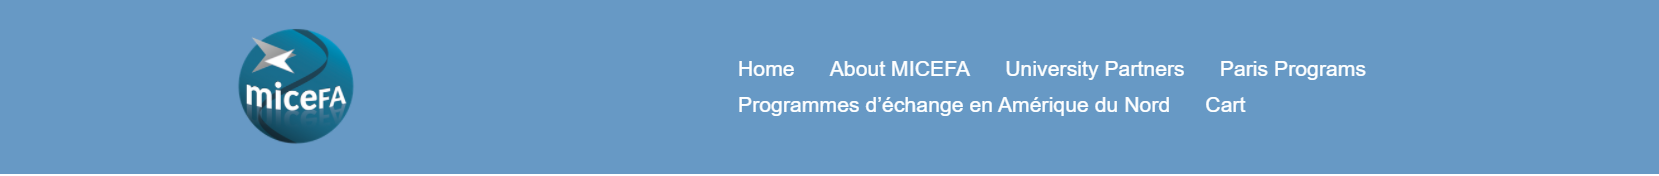 miceFA
Home About MICEFA University Partners Paris Programs
Programmes d’échange en Amérique du Nord Cart